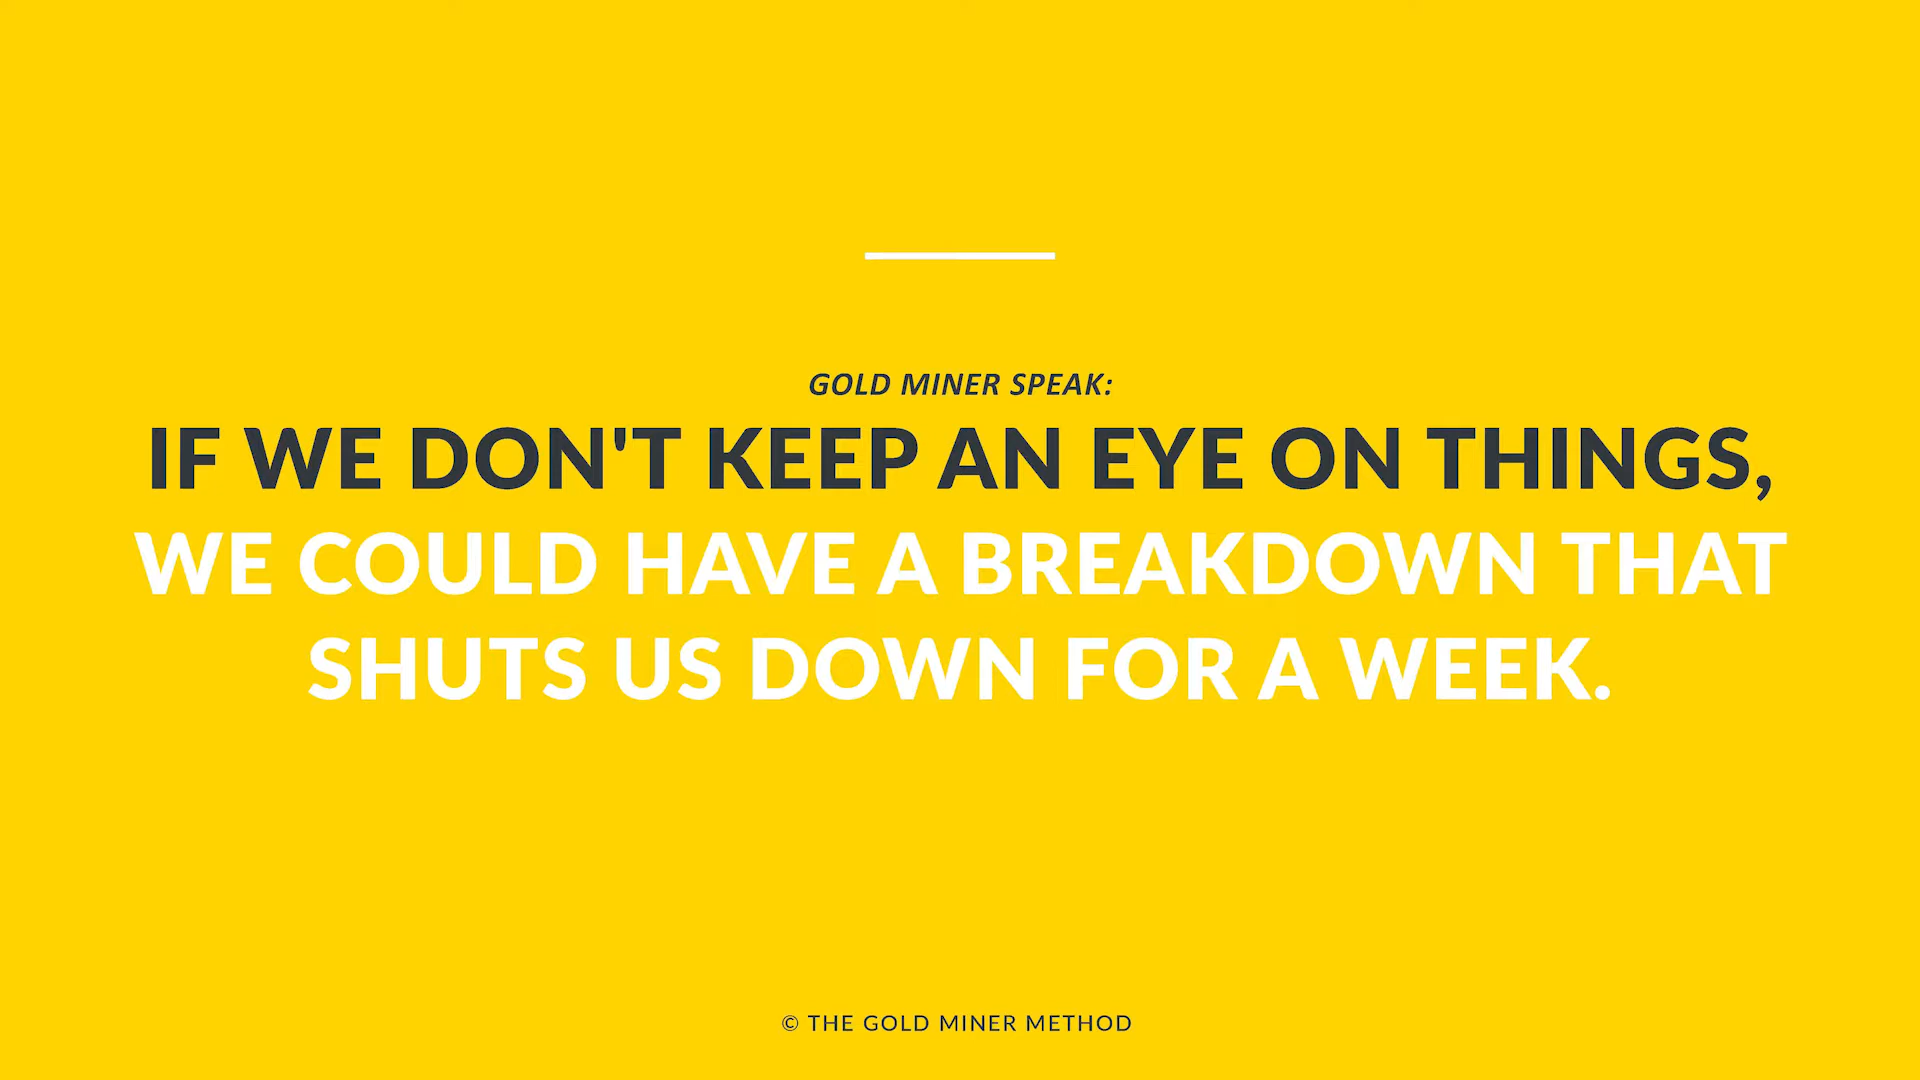 GOLD MINER SPEAK:
IF WE DON'T KEEP AN EYE ON THINGS,
WE COULD HAVE A BREAKDOWN THAT
SHUTS US DOWN FOR A WEEK.
© THE GOLD MINER METHOD